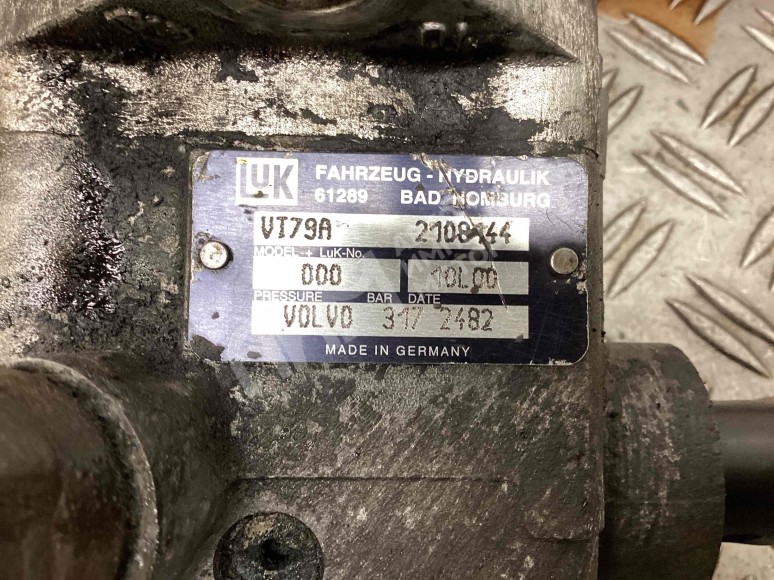 LUK FAHRZEUG - HYDRAULIK
61289 BAD HOMBURG
VT79A
MODEL + LuK-No.
000 10L00
PRESSURE BAR DATE
VOLVO 317 2482
MADE IN GERMANY